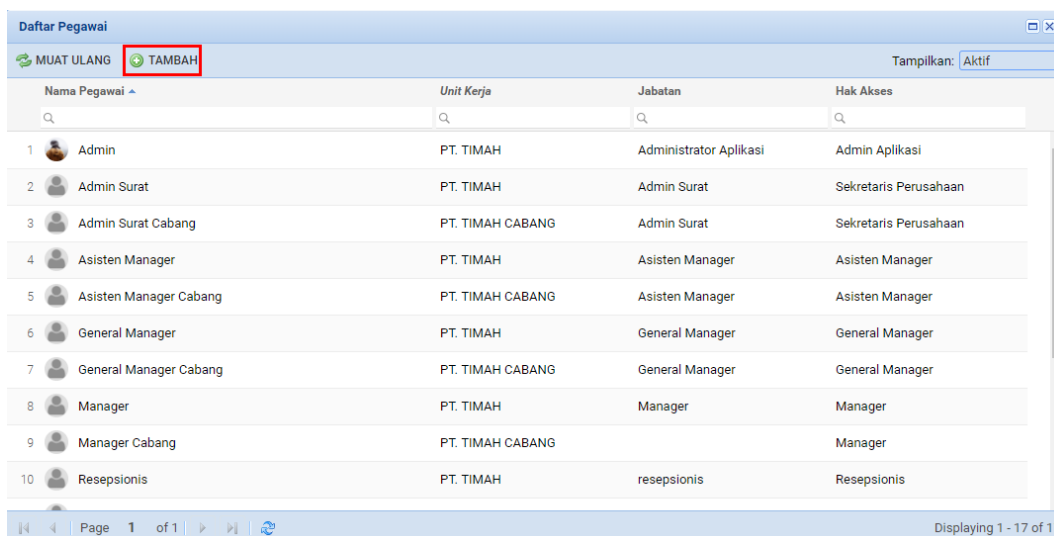 Daftar Pegawai
MUAT ULANG TAMBAH Tampilkan: Aktif
Nama Pegawai Unit Kerja Jabatan Hak Akses
1 Admin PT. TIMAH Administrator Aplikasi Admin Aplikasi
2 Admin Surat PT. TIMAH Admin Surat Sekretaris Perusahaan
3 Admin Surat Cabang PT. TIMAH CABANG Admin Surat Sekretaris Perusahaan
4 Asisten Manager PT. TIMAH Asisten Manager Asisten Manager
5 Asisten Manager Cabang PT. TIMAH CABANG Asisten Manager Asisten Manager
6 General Manager PT. TIMAH General Manager General Manager
7 General Manager Cabang PT. TIMAH CABANG General Manager General Manager
8 Manager PT. TIMAH Manager Manager
9 Manager Cabang PT. TIMAH CABANG Manager
10 Resepsionis PT. TIMAH resepsionis Resepsionis
Page 1 of 1 Displaying 1 - 17 of